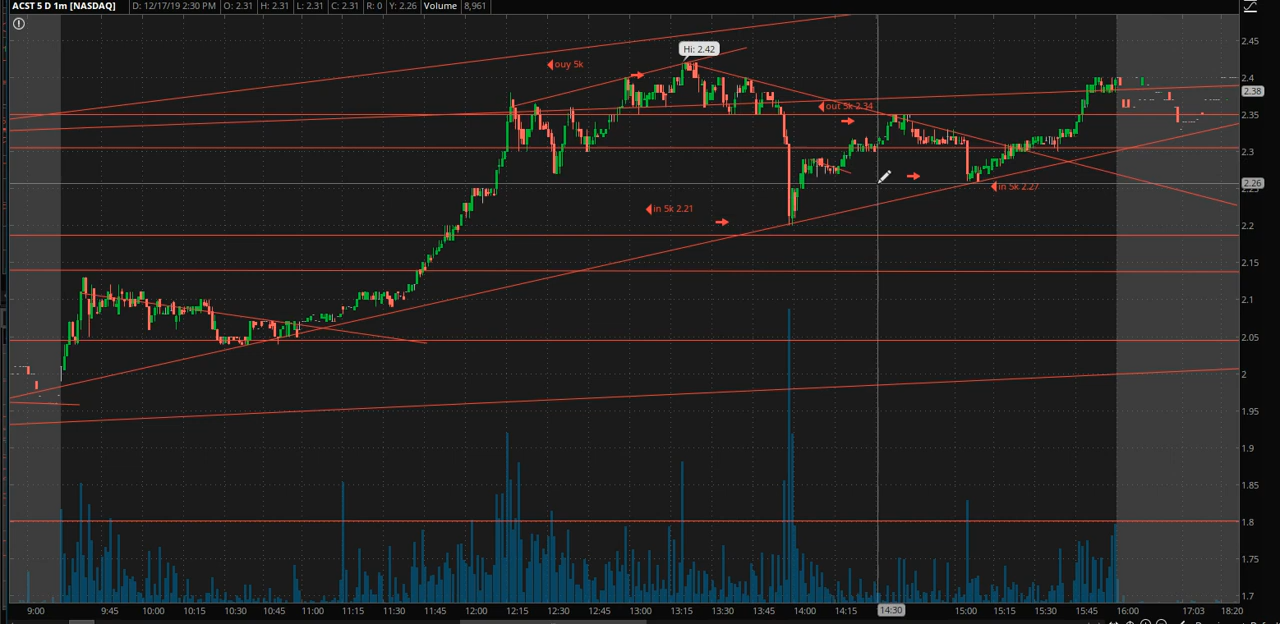 ACST 5 D 1m [NASDAQ] D: 12/17/19 2:30 PM O: 2.31 H: 2.31 L: 2.31 C: 2.31 R: 0 Y: 2.26 Volume 8,961
Hi: 2.42
ouy 5k
out 5k 2.34
in 5k 2.21
in 5k 2.27
2.45
2.4
2.38
2.35
2.3
2.26
2.2
2.15
2.1
2.05
2
1.95
1.9
1.85
1.8
1.75
1.7
9:00 9:45 10:00 10:15 10:30 10:45 11:00 11:15 11:30 11:45 12:00 12:15 12:30 12:45 13:00 13:15 13:30 13:45 14:00 14:15 14:30 15:00 15:15 15:30 15:45 16:00 17:03 18:20